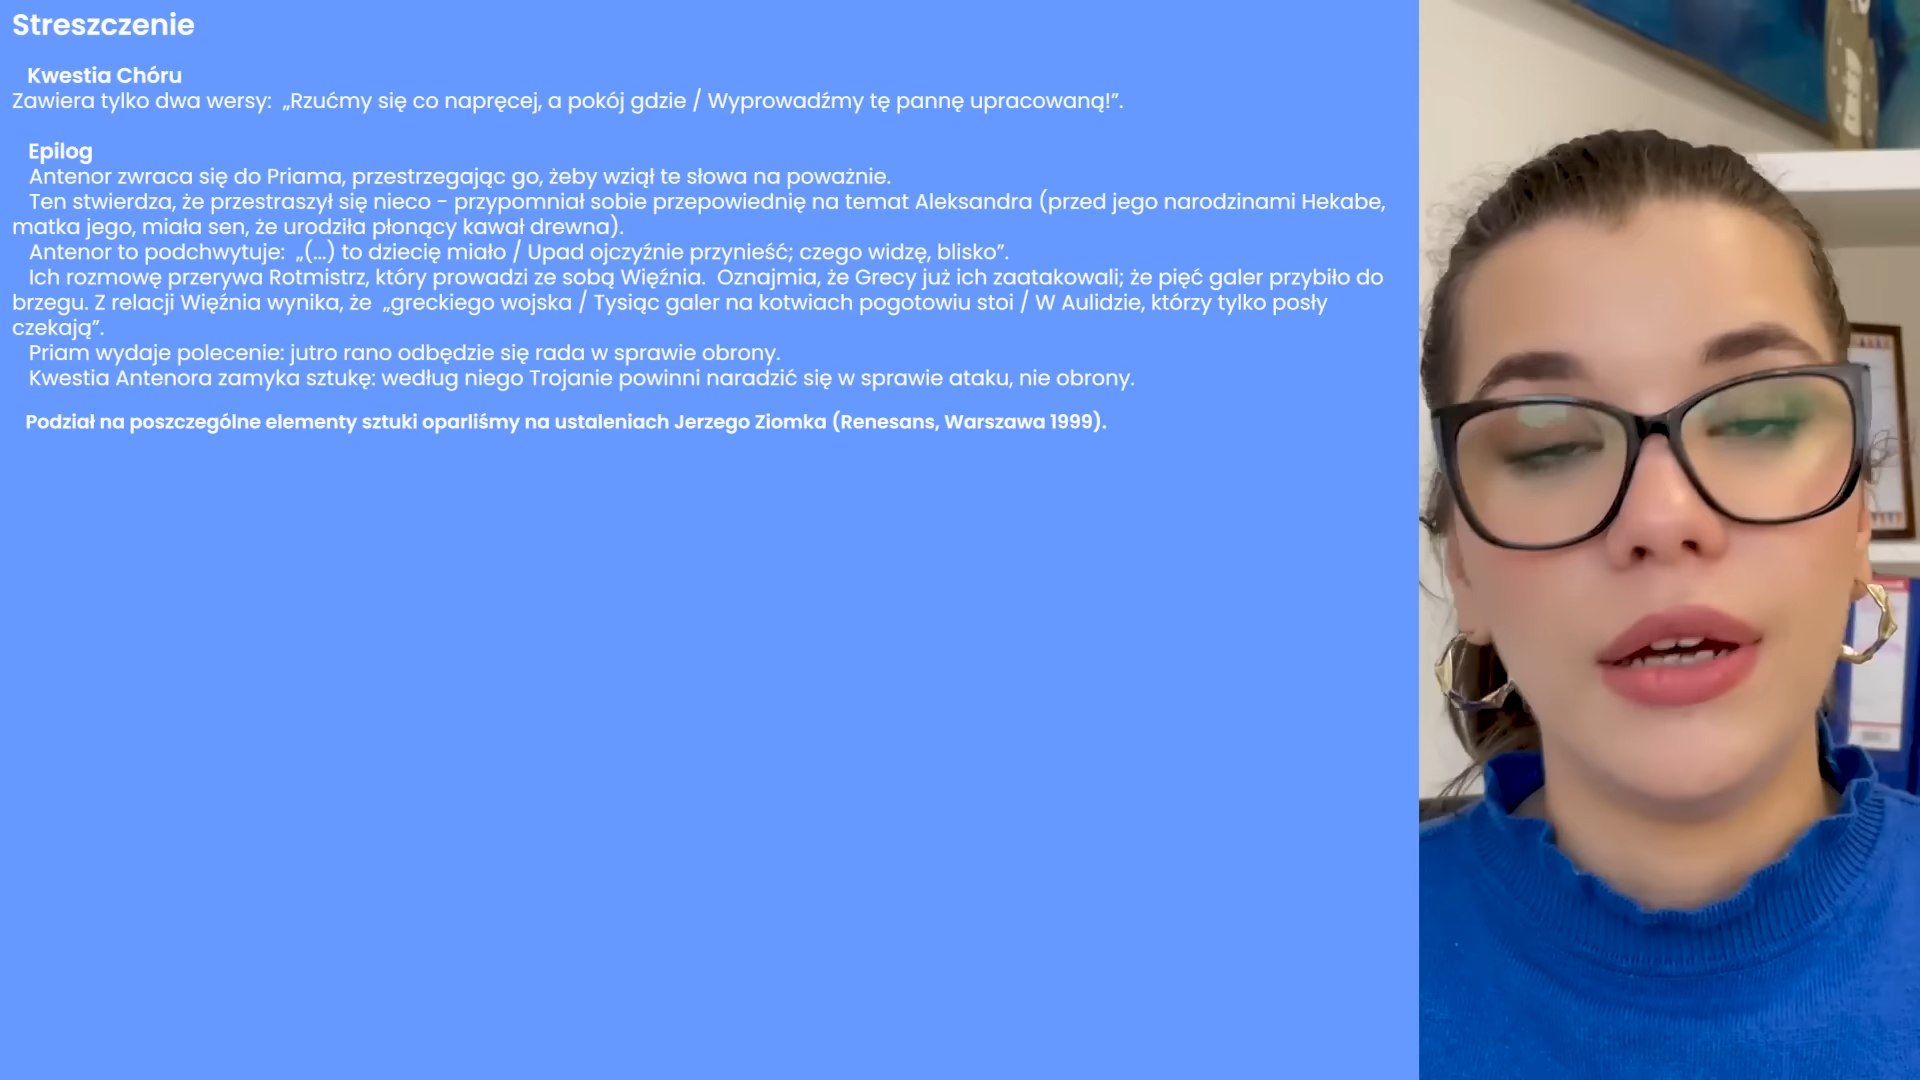 Streszczenie
Kwestia Chóru
Zawiera tylko dwa wersy: „Rzućmy się co napręcej, a pokój gdzie / Wyprowadźmy tę pannę upracowaną!”.
Epilog
Antenor zwraca się do Priama, przestrzegając go, żeby wziął te słowa na poważnie.
Ten stwierdza, że przestraszył się nieco - przypomniał sobie przepowiednię na temat Aleksandra (przed jego narodzinami Hekabe,
matka jego, miała sen, że urodziła płonący kawał drewna).
Antenor to podchwytuje: „(...) to dziecię miało / Upad ojczyźnie przynieść; czego widzę, blisko”.
Ich rozmowę przerywa Rotmistrz, który prowadzi ze sobą Więźnia. Oznajmia, że Grecy już ich zaatakowali; że pięć galer przybiło do
brzegu. Z relacji Więźnia wynika, że „greckiego wojska / Tysiąc galer na kotwiach pogotowiu stoi / W Aulidzie, którzy tylko posły
czekają”.
Priam wydaje polecenie: jutro rano odbędzie się rada w sprawie obrony.
Kwestia Antenora zamyka sztukę: według niego Trojanie powinni naradzić się w sprawie ataku, nie obrony.
Podział na poszczególne elementy sztuki oparliśmy na ustaleniach Jerzego Ziomka (Renesans, Warszawa 1999).